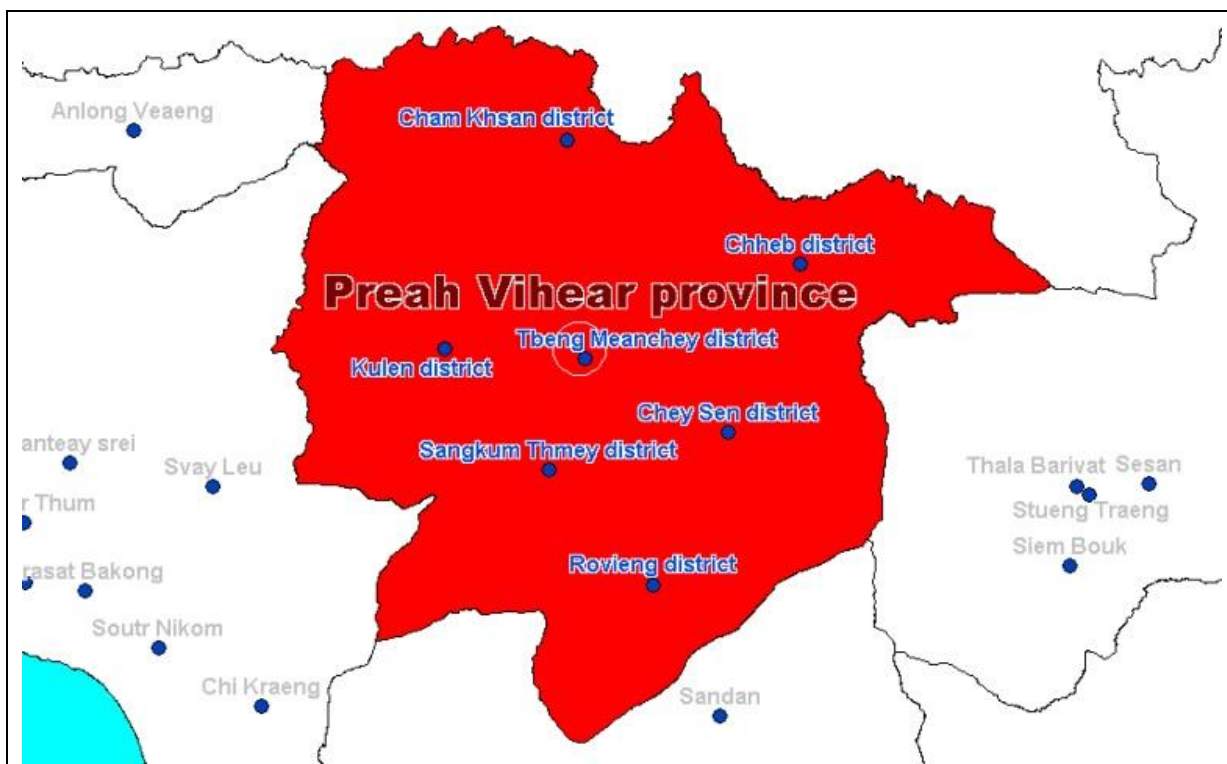 Anlong Veaeng
Cham Khsan district
Chheb district
Preah Vihear province
Tbeng Meanchey district
Kulen district
Chey Sen district
Sangkum Thmey district
anteay srei
Svay Leu
Thala Barivat
Sesan
r Thum
Stueng Traeng
Siem Bouk
Rovieng district
rasat Bakong
Soutr Nikom
Chi Kraeng
Sandan